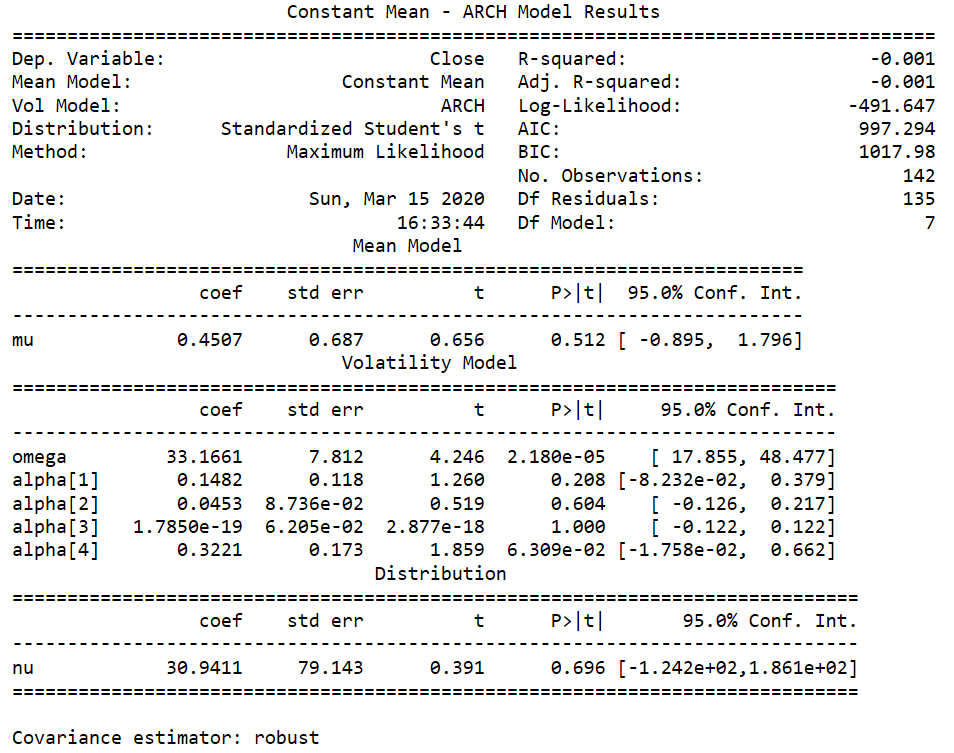 Constant Mean - ARCH Model Results
====================================================================================
Dep. Variable:                        Close   R-squared:                      -0.001
Mean Model:                   Constant Mean   Adj. R-squared:                 -0.001
Vol Model:                             ARCH   Log-Likelihood:               -491.647
Distribution:      Standardized Student's t   AIC:                           997.294
Method:                  Maximum Likelihood   BIC:                           1017.98
                                              No. Observations:                  142
Date:                      Sun, Mar 15 2020   Df Residuals:                      135
Time:                              16:33:44   Df Model:                            7
                               Mean Model
========================================================================
                 coef    std err          t      P>|t|  95.0% Conf. Int.
------------------------------------------------------------------------
mu             0.4507      0.687      0.656      0.512 [ -0.895,  1.796]
                              Volatility Model
===========================================================================
                 coef    std err          t      P>|t|     95.0% Conf. Int.
---------------------------------------------------------------------------
omega         33.1661      7.812      4.246  2.180e-05    [ 17.855, 48.477]
alpha[1]       0.1482      0.118      1.260      0.208 [-8.232e-02,  0.379]
alpha[2]       0.0453  8.736e-02      0.519      0.604    [ -0.126,  0.217]
alpha[3]   1.7850e-19  6.205e-02  2.877e-18      1.000    [ -0.122,  0.122]
alpha[4]       0.3221      0.173      1.859  6.309e-02 [-1.758e-02,  0.662]
                                 Distribution
=============================================================================
                 coef    std err          t      P>|t|       95.0% Conf. Int.
-----------------------------------------------------------------------------
nu            30.9411     79.143      0.391      0.696 [-1.242e+02,1.861e+02]
=============================================================================
Covariance estimator: robust